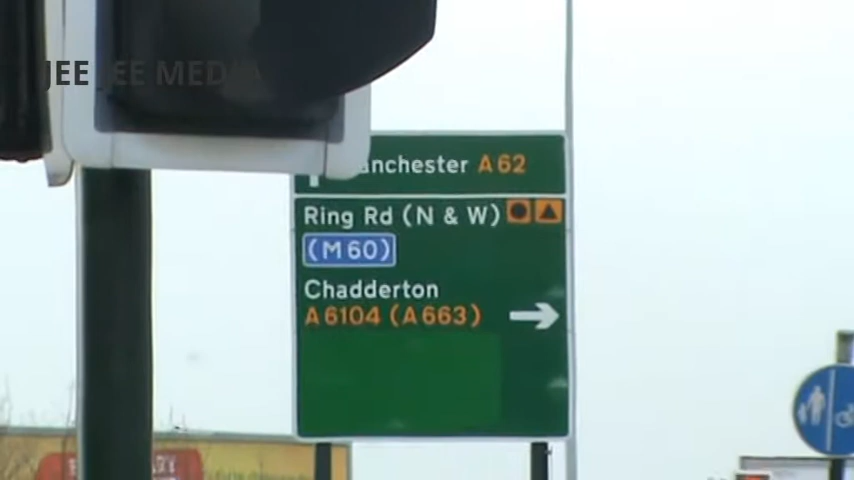 JEE JEE MEDIA
anchester A62
Ring Rd (N & W)
(M60)
Chadderton
A6104 (A663)